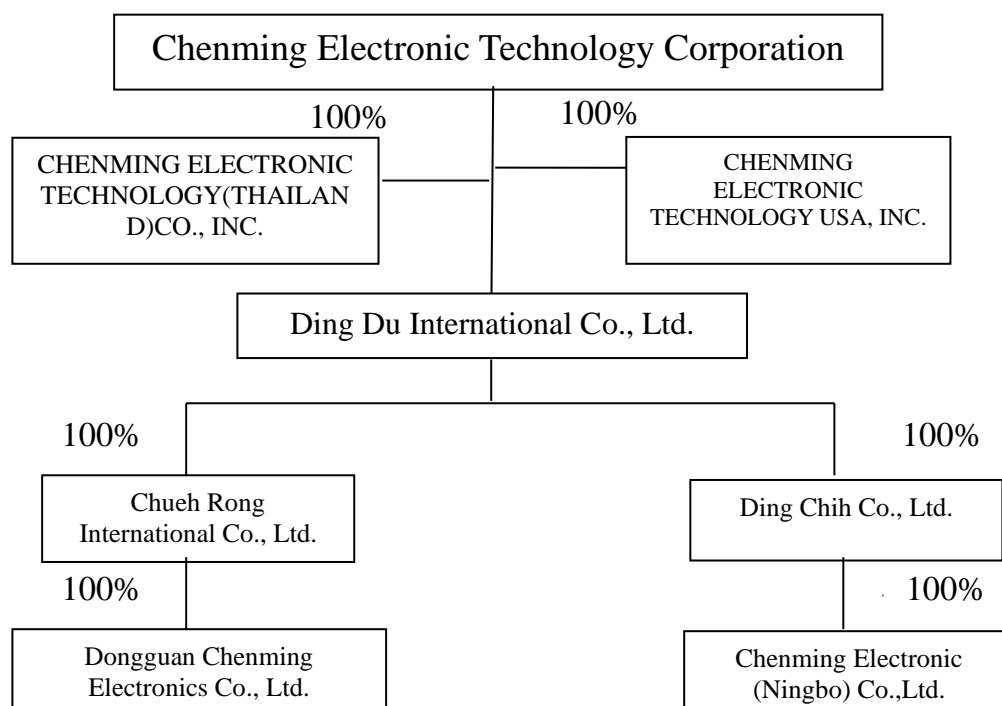 Chenming Electronic Technology Corporation
100%
100%
CHENMING ELECTRONIC
TECHNOLOGY(THAILAN
D)CO., INC.
CHENMING
ELECTRONIC
TECHNOLOGY USA, INC.
Ding Du International Co., Ltd.
100%
100%
Chueh Rong
International Co., Ltd.
Ding Chih Co., Ltd.
100%
100%
Dongguan Chenming
Electronics Co., Ltd.
Chenming Electronic
(Ningbo) Co.,Ltd.